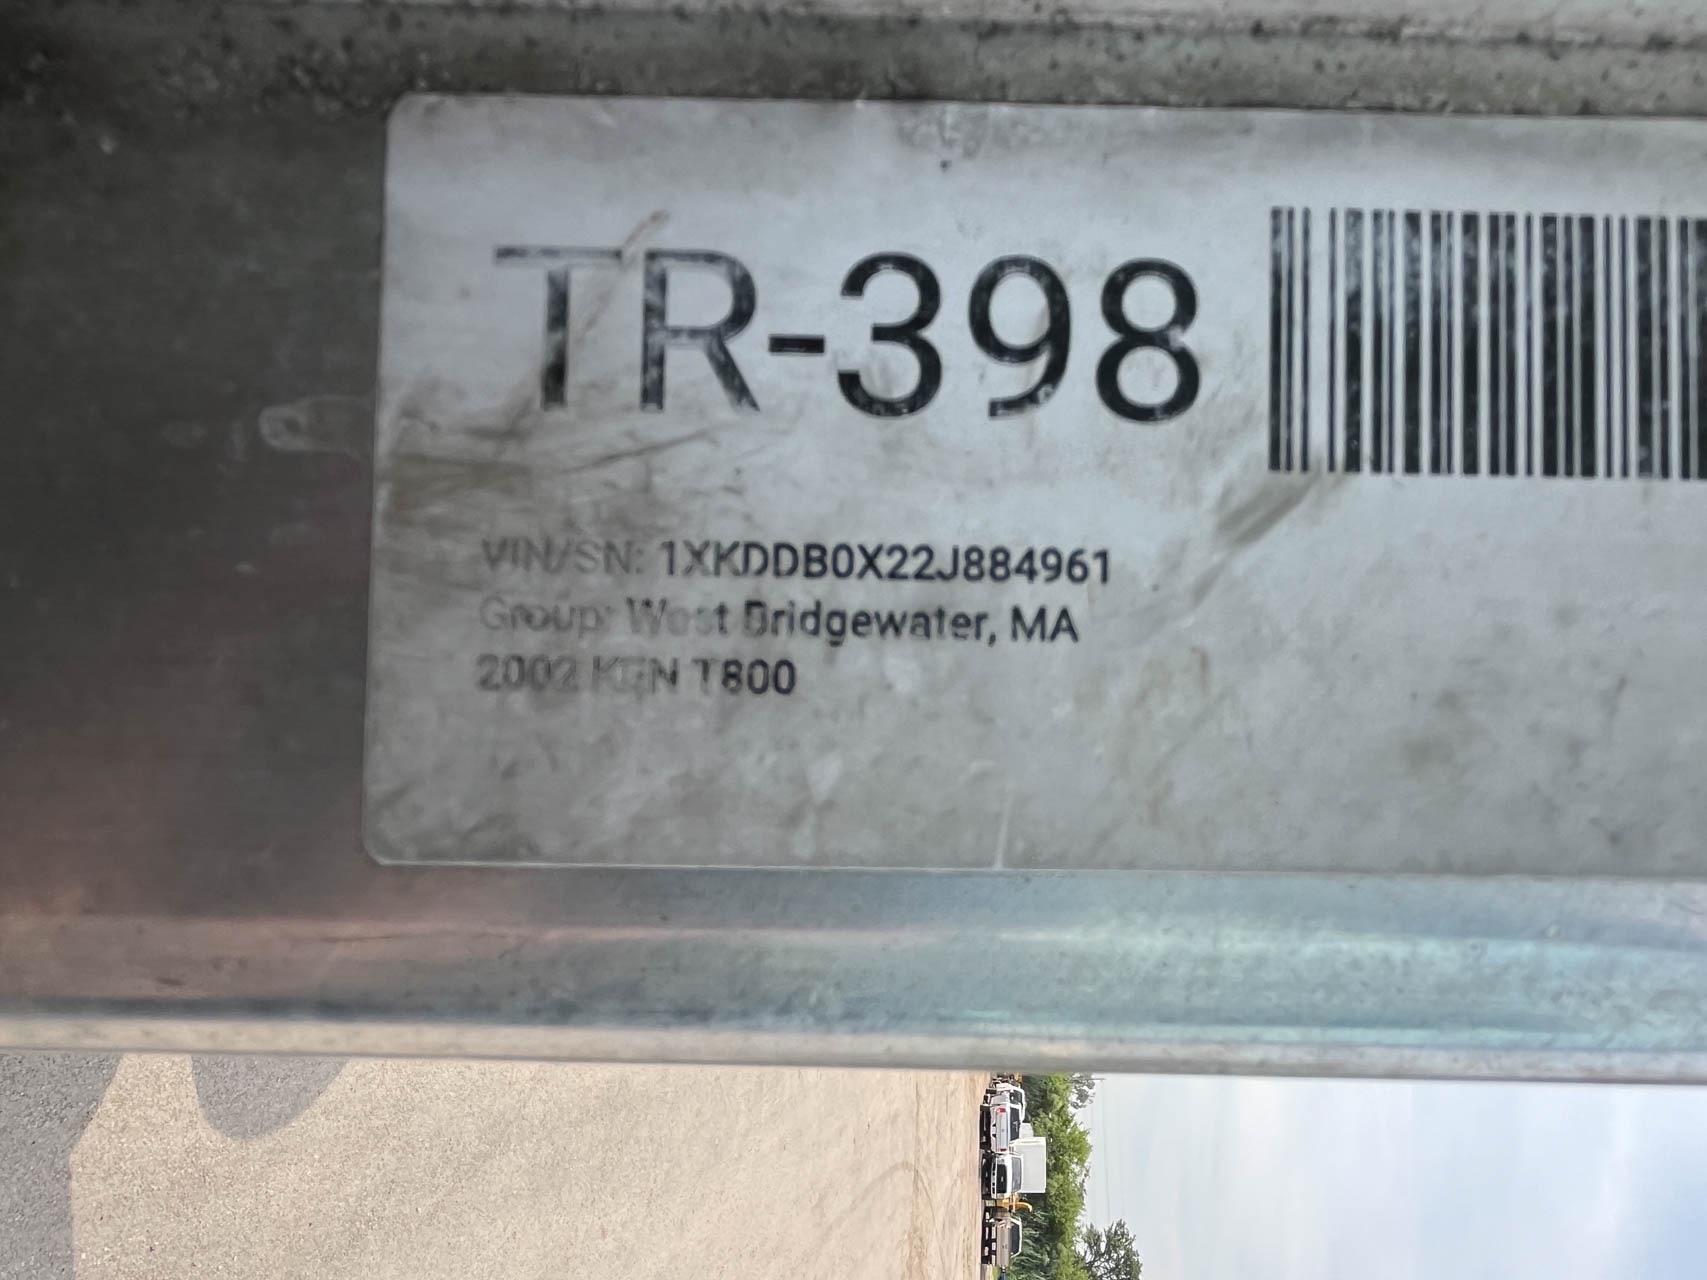 TR-398
VIN/SN: 1XKDDB0X22J884961
Group: West Bridgewater, MA
2002 KEN T800